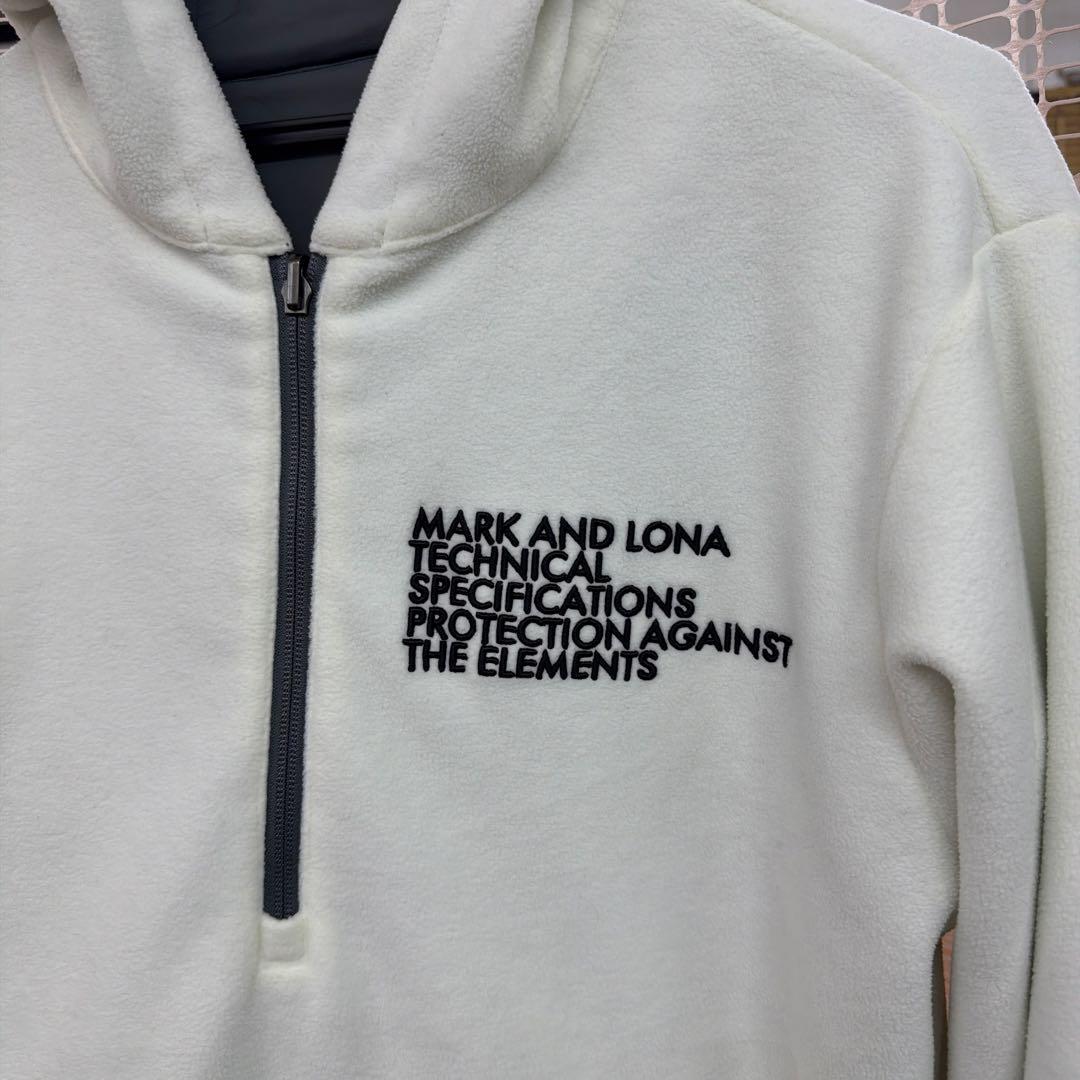 MARK AND LONA
TECHNICAL
SPECIFICATIONS
PROTECTION AGAINST
THE ELEMENTS